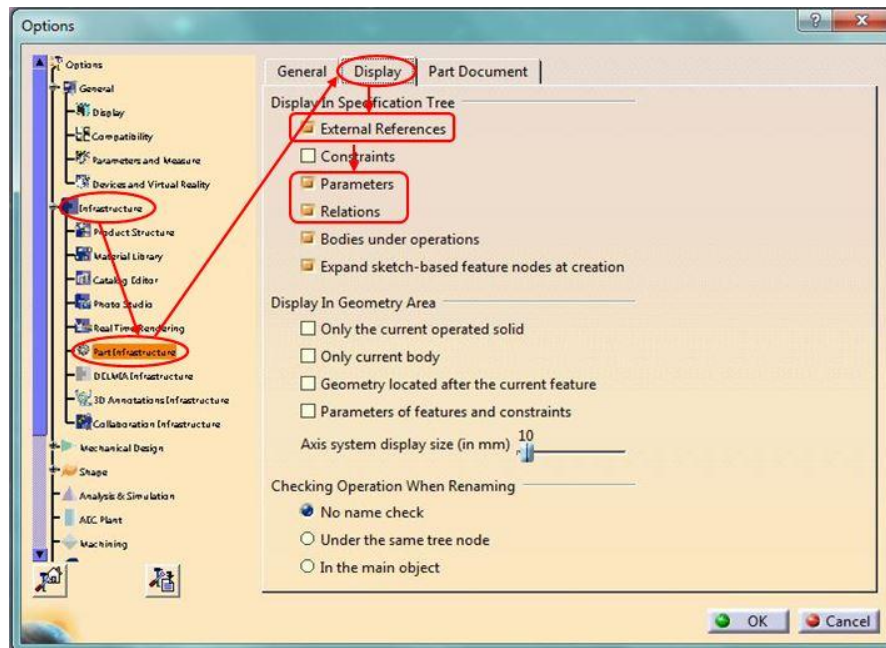 Options
Options
General
Display
Compatibility
Parameters and Measure
Devices and Virtual Reality
Infrastructure
Product Structure
Material Library
Catalog Editor
Photo Studio
Real Time Rendering
Part Infrastructure
DELMIA Infrastructure
3D Annotations Infrastructure
Collaboration Infrastructure
Mechanical Design
Shape
Analysis & Simulation
AEC Plant
Machining
General Display Part Document
Display In Specification Tree
External References
Constraints
Parameters
Relations
Bodies under operations
Expand sketch-based feature nodes at creation
Display In Geometry Area
Only the current operated solid
Only current body
Geometry located after the current feature
Parameters of features and constraints
Axis system display size (in mm) 10
Checking Operation When Renaming
No name check
Under the same tree node
In the main object
OK Cancel